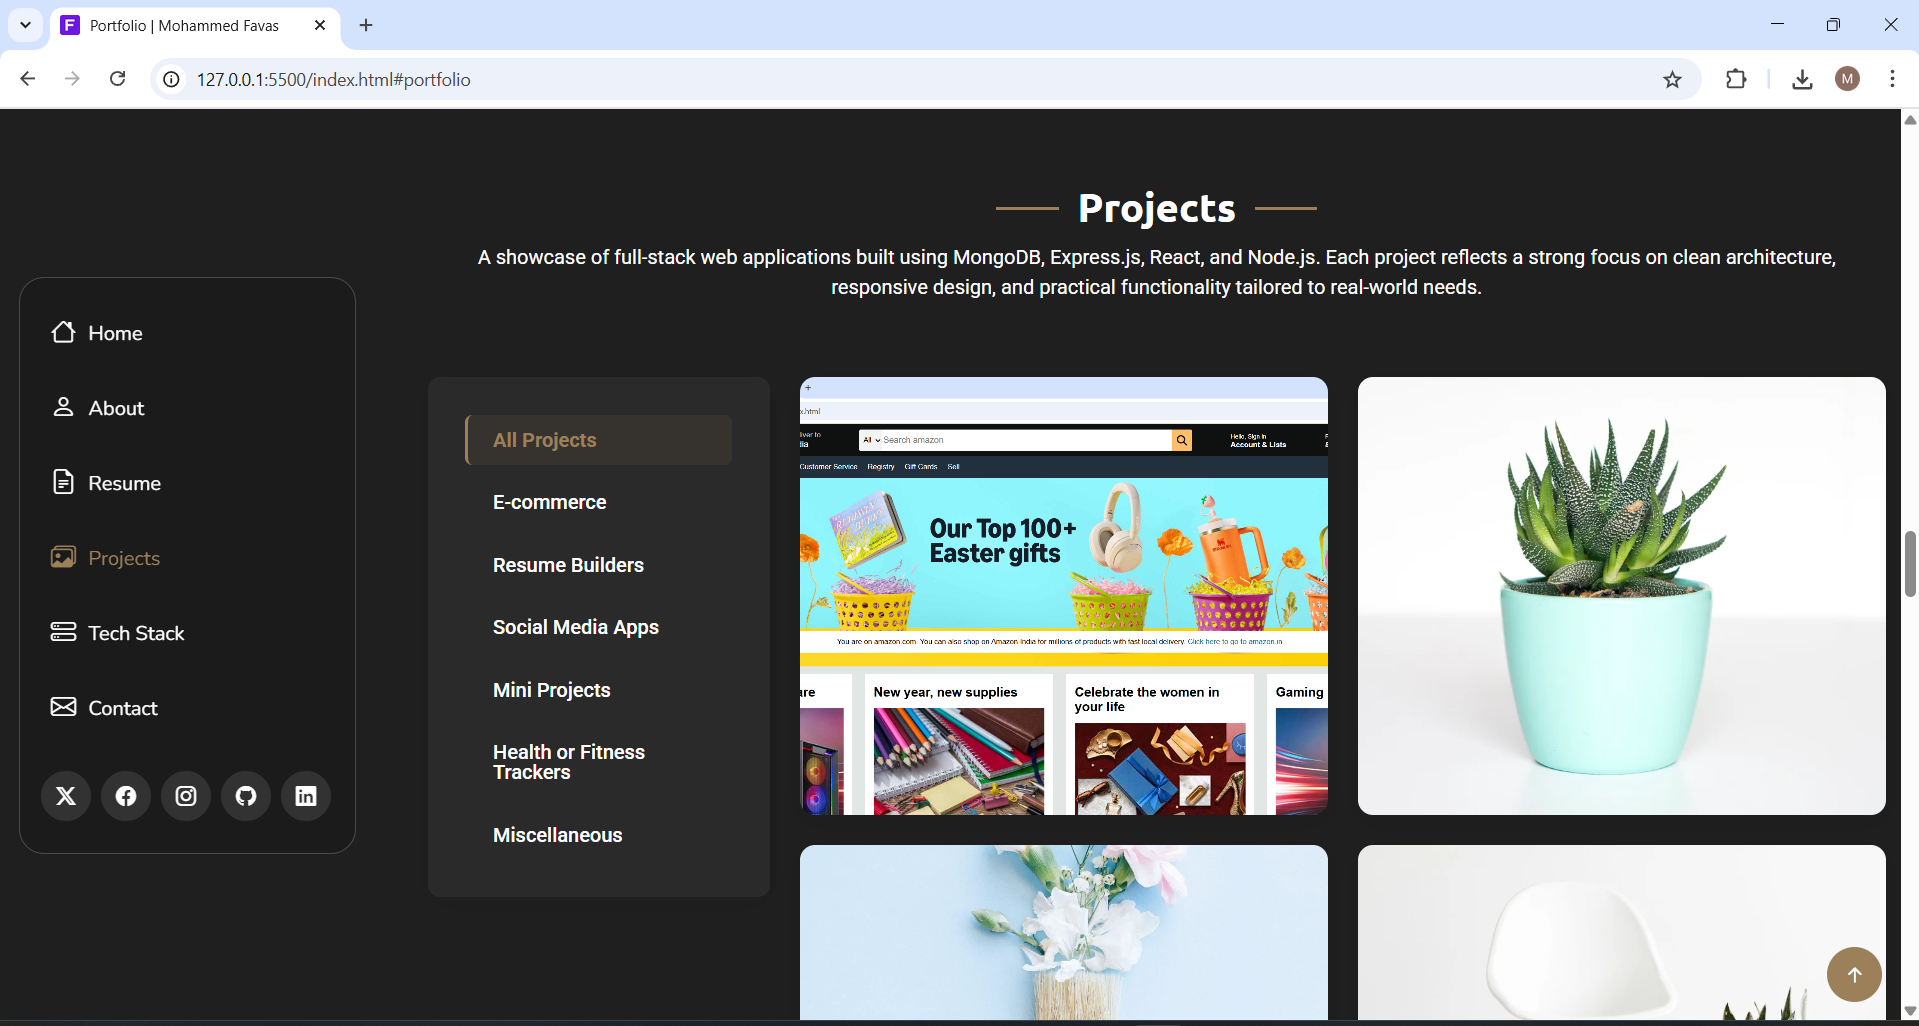 Portfolio | Mohammed Favas
127.0.0.1:5500/index.html#portfolio
M
Projects
A showcase of full-stack web applications built using MongoDB, Express.js, React, and Node.js. Each project reflects a strong focus on clean architecture,
responsive design, and practical functionality tailored to real-world needs.
Home
About
Resume
Projects
Tech Stack
Contact
All Projects
E-commerce
Resume Builders
Social Media Apps
Mini Projects
Health or Fitness
Trackers
Miscellaneous
x.html
liver to
dia
All
Search amazon
Hello, Sign in
Account & Lists
Customer Service Registry Gift Cards Sell
Our Top 100+
Easter gifts
You are on amazon.com. You can also shop on Amazon India for millions of products with fast local delivery. Click here to go to amazon.in
are
New year, new supplies
Celebrate the women in
your life
Gaming